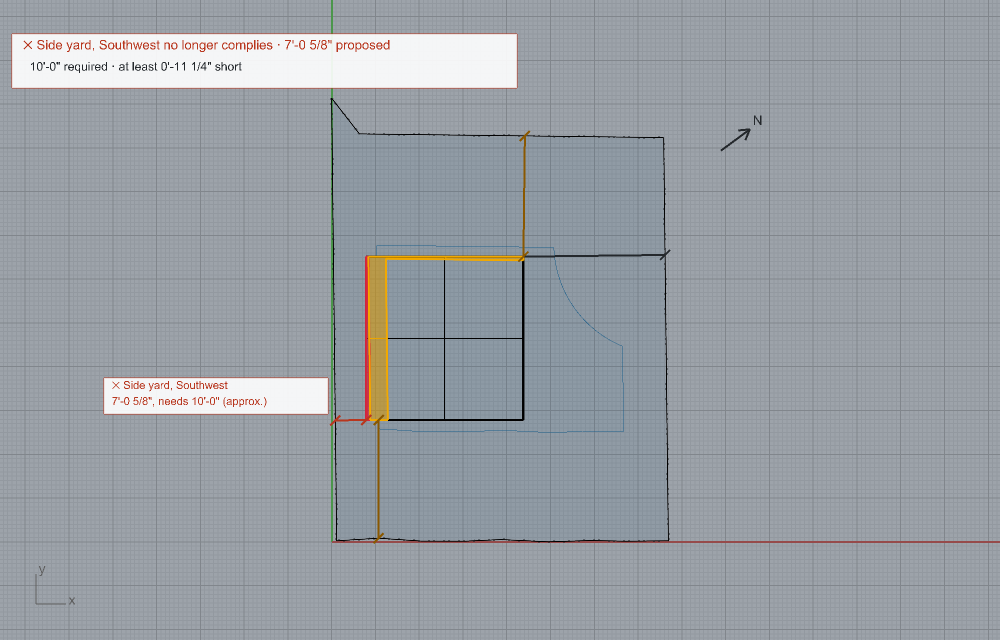 × Side yard, Southwest no longer complies · 7'-0 5/8" proposed
10'-0" required · at least 0'-11 1/4" short
N
× Side yard, Southwest
7'-0 5/8", needs 10'-0" (approx.)
y
x